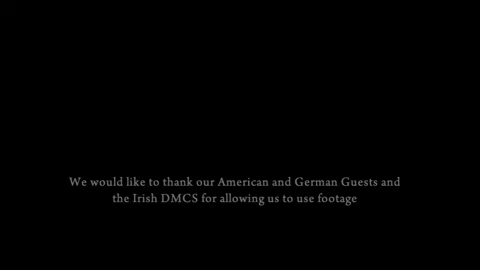 We would like to thank our American and German Guests and
the Irish DMCS for allowing us to use footage